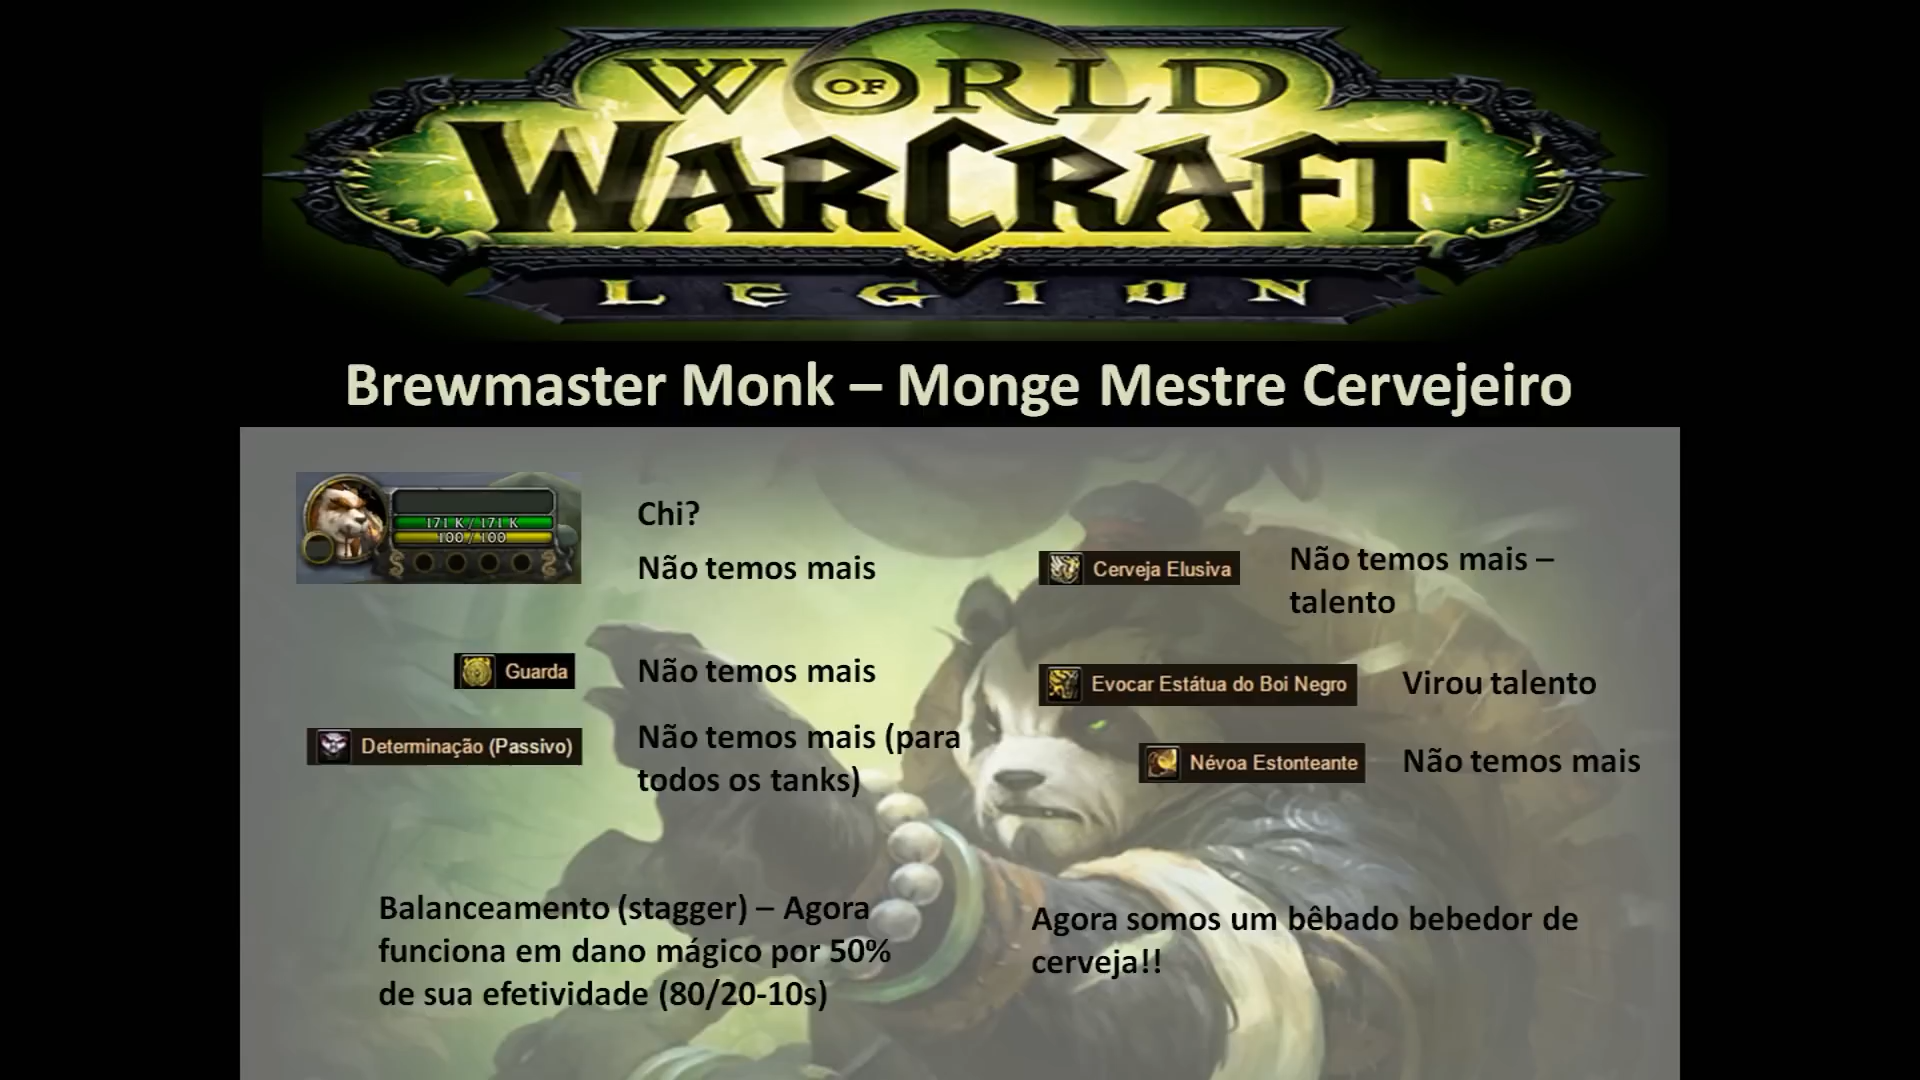 WORLD OF
WARCRAFT
LEGION
Brewmaster Monk – Monge Mestre Cervejeiro
171 K / 171 K
100 / 100
Chi?
Não temos mais
Guarda
Não temos mais
Determinação (Passivo)
Não temos mais (para
todos os tanks)
Cerveja Elusiva
Não temos mais –
talento
Evocar Estátua do Boi Negro
Virou talento
Névoa Estonteante
Não temos mais
Balanceamento (stagger) – Agora
funciona em dano mágico por 50%
de sua efetividade (80/20-10s)
Agora somos um bêbado bebedor de
cerveja!!